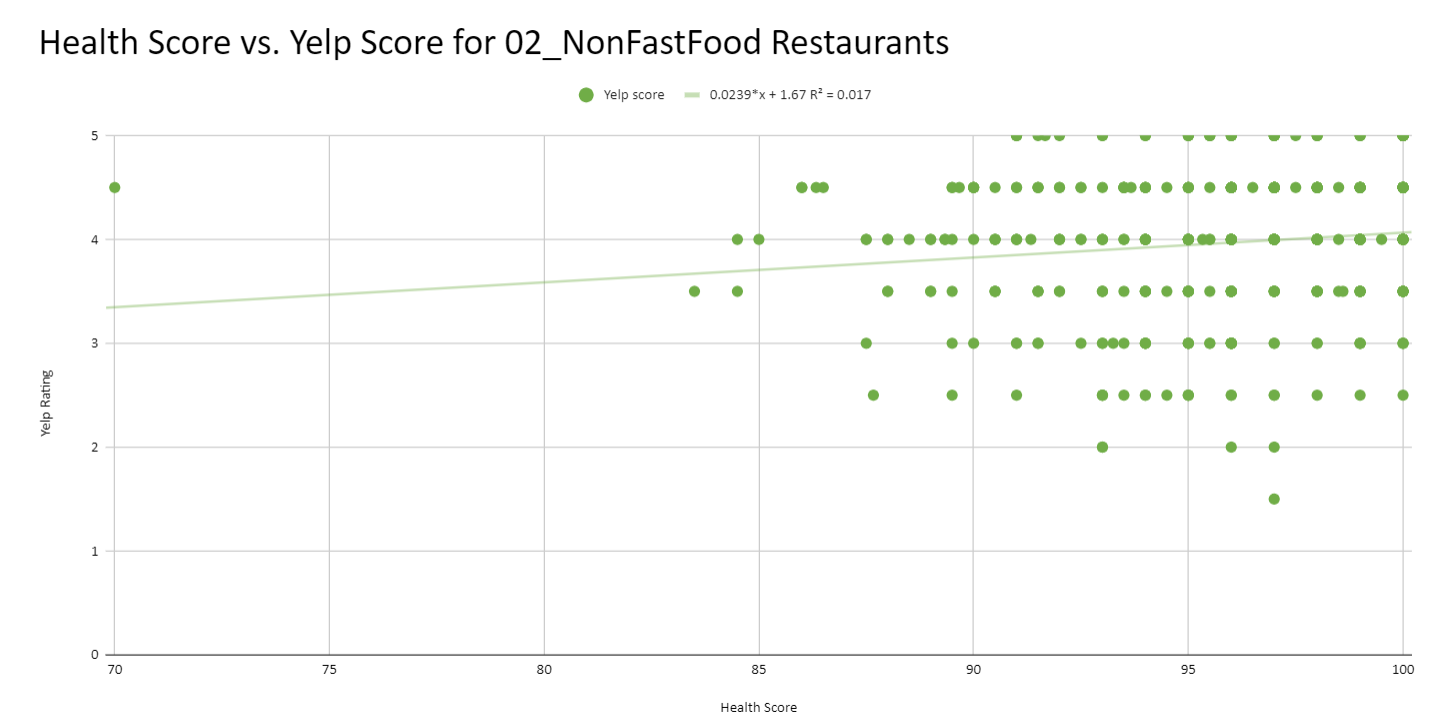 Health Score vs. Yelp Score for 02_NonFastFood Restaurants
Yelp score 0.0239*x + 1.67 R² = 0.017
5
4
3
2
1
0
Yelp Rating
70 75 80 85 90 95 100
Health Score